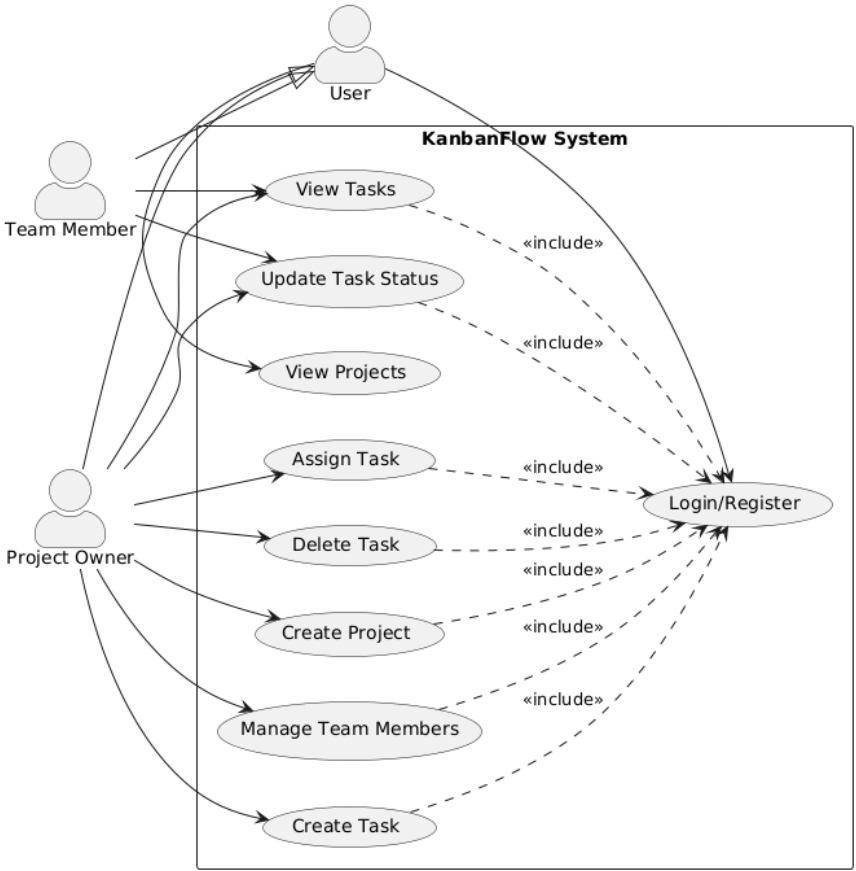 User
KanbanFlow System
Team Member
View Tasks
«include»
Update Task Status
«include»
View Projects
Assign Task
«include»
Login/Register
Project Owner
Delete Task
«include»
«include»
Create Project
«include»
Manage Team Members
«include»
Create Task